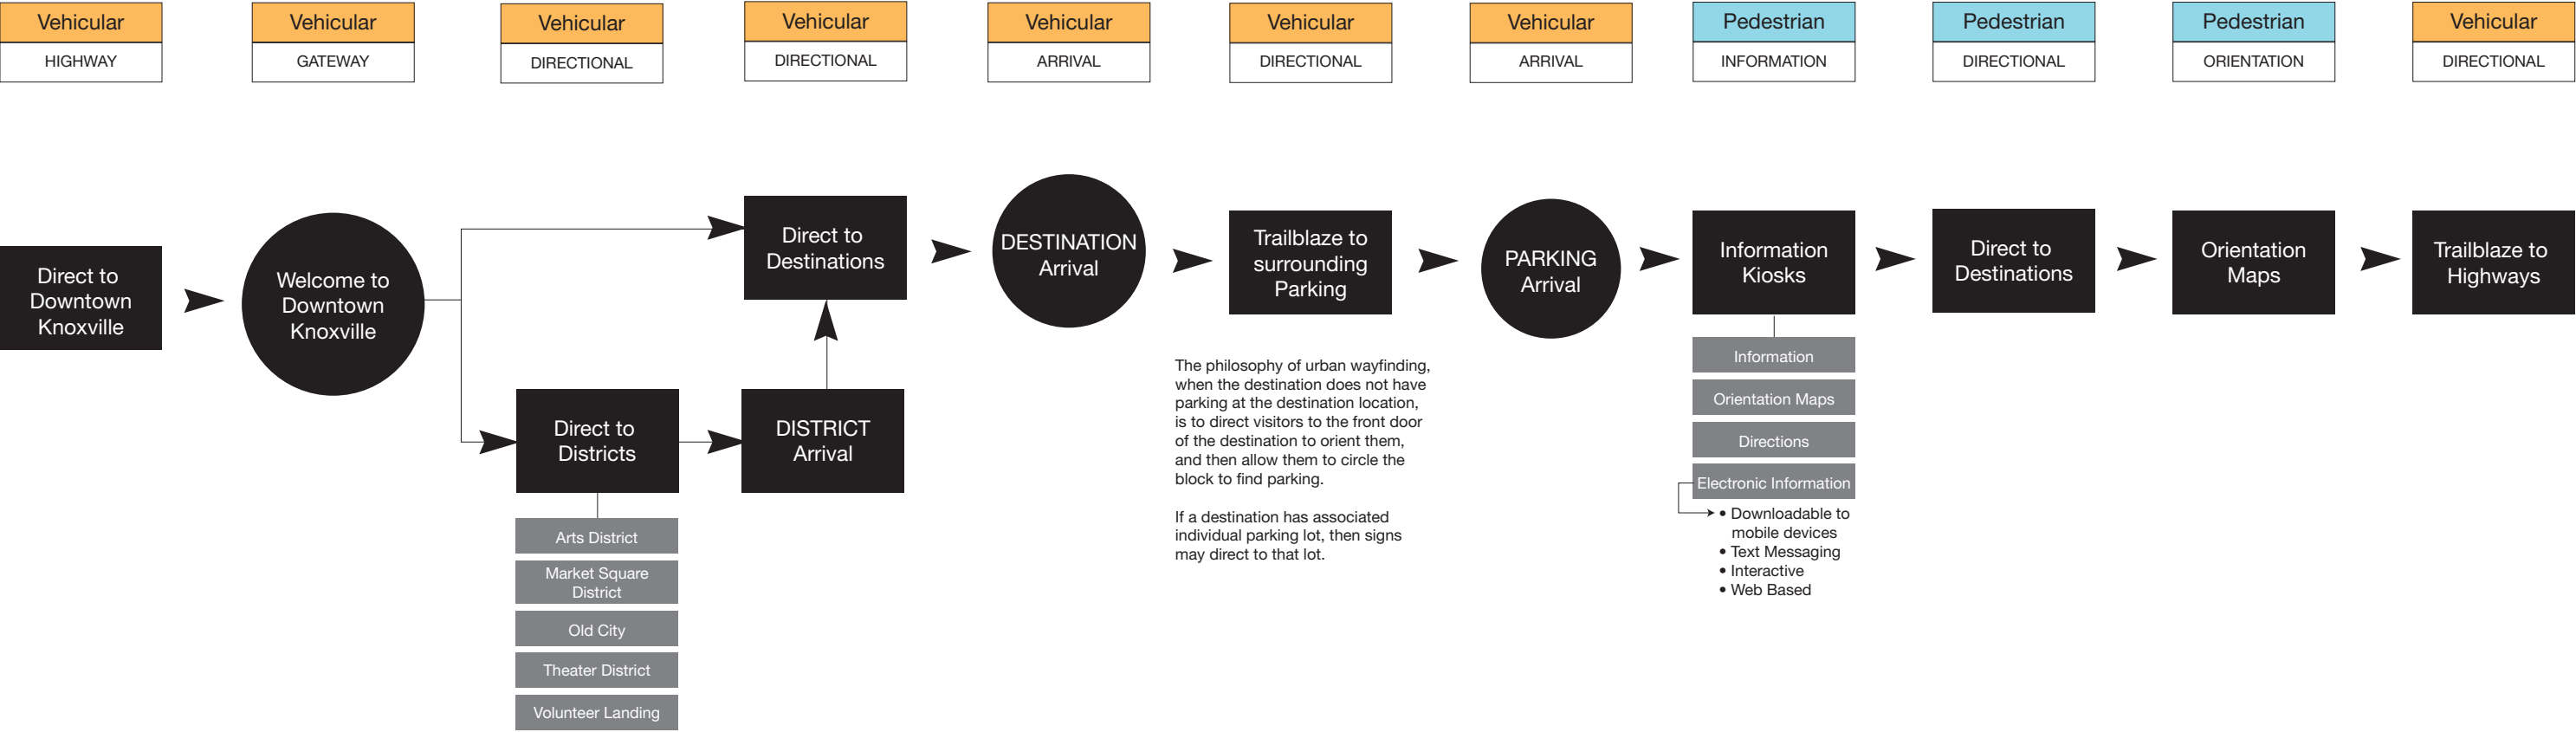 Vehicular
HIGHWAY
Vehicular
GATEWAY
Vehicular
DIRECTIONAL
Vehicular
DIRECTIONAL
Vehicular
ARRIVAL
Vehicular
DIRECTIONAL
Vehicular
ARRIVAL
Pedestrian
INFORMATION
Pedestrian
DIRECTIONAL
Pedestrian
ORIENTATION
Vehicular
DIRECTIONAL
Direct to
Downtown
Knoxville
Welcome to
Downtown
Knoxville
Direct to
Districts
Arts District
Market Square
District
Old City
Theater District
Volunteer Landing
DISTRICT
Arrival
Direct to
Destinations
DESTINATION
Arrival
Trailblaze to
surrounding
Parking
The philosophy of urban wayfinding,
when the destination does not have
parking at the destination location,
is to direct visitors to the front door
of the destination to orient them,
and then allow them to circle the
block to find parking.
If a destination has associated
individual parking lot, then signs
may direct to that lot.
PARKING
Arrival
Information
Kiosks
Information
Orientation Maps
Directions
Electronic Information
• Downloadable to
mobile devices
• Text Messaging
• Interactive
• Web Based
Direct to
Destinations
Orientation
Maps
Trailblaze to
Highways